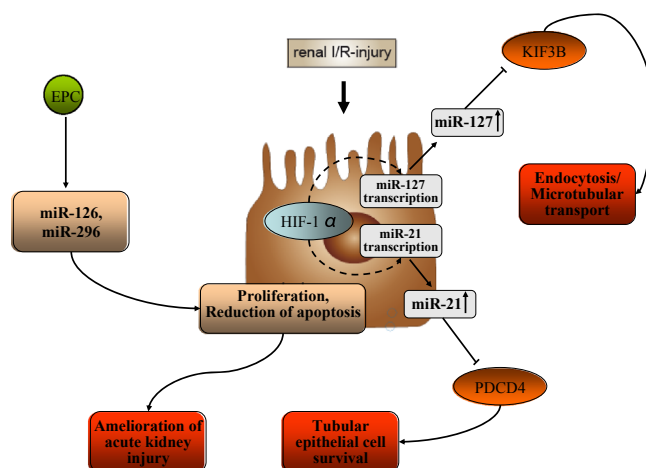 renal I/R-injury
KIF3B
EPC
miR-127↑
miR-127
transcription
Endocytosis/
Microtubular
transport
miR-126,
miR-296
HIF-1 α
miR-21
transcription
Proliferation,
Reduction of apoptosis
miR-21↑
PDCD4
Amelioration of
acute kidney
injury
Tubular
epithelial cell
survival